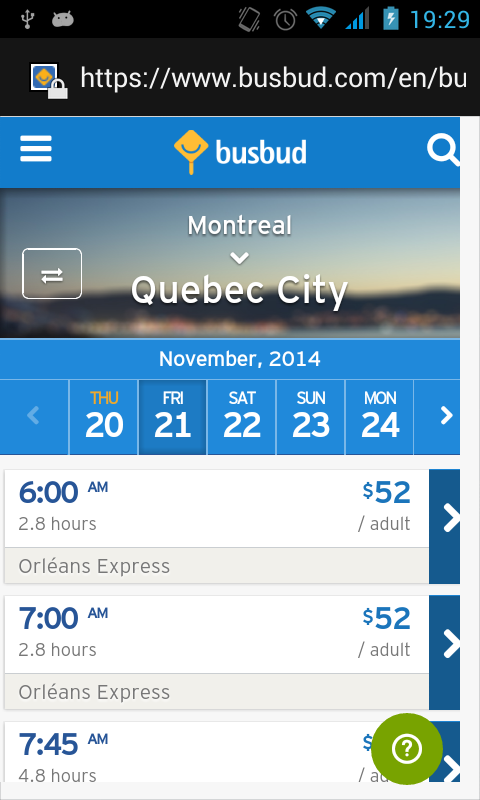 19:29
https://www.busbud.com/en/bu
busbud
Montreal
Quebec City
November, 2014
THU FRI SAT SUN MON
20 21 22 23 24
6:00 AM $52
2.8 hours / adult
Orléans Express
7:00 AM $52
2.8 hours / adult
Orléans Express
7:45 AM $
4.8 hours / ad
?